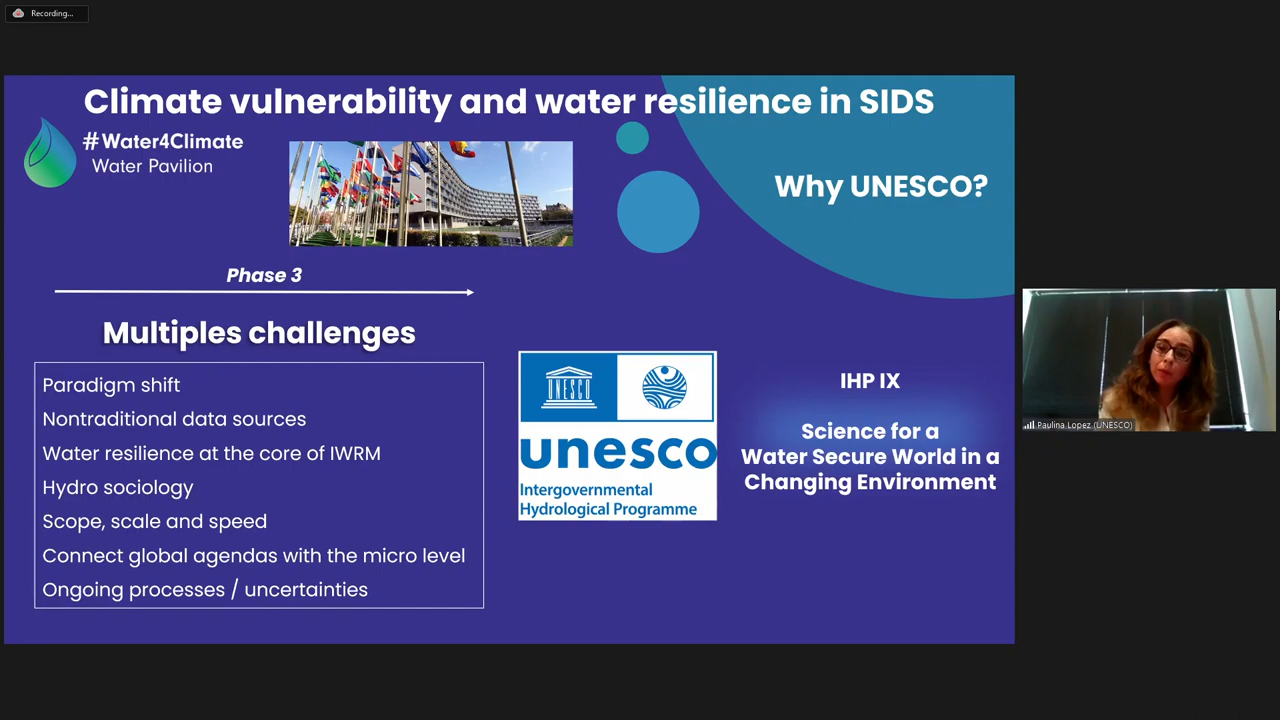 Recording...
Climate vulnerability and water resilience in SIDS
#Water4Climate
Water Pavilion
Why UNESCO?
Phase 3
Multiples challenges
Paradigm shift
Nontraditional data sources
Water resilience at the core of IWRM
Hydro sociology
Scope, scale and speed
Connect global agendas with the micro level
Ongoing processes / uncertainties
UNESCO
unesco
Intergovernmental
Hydrological Programme
IHP IX
Science for a
Water Secure World in a
Changing Environment
Paulina Lopez (UNESCO)